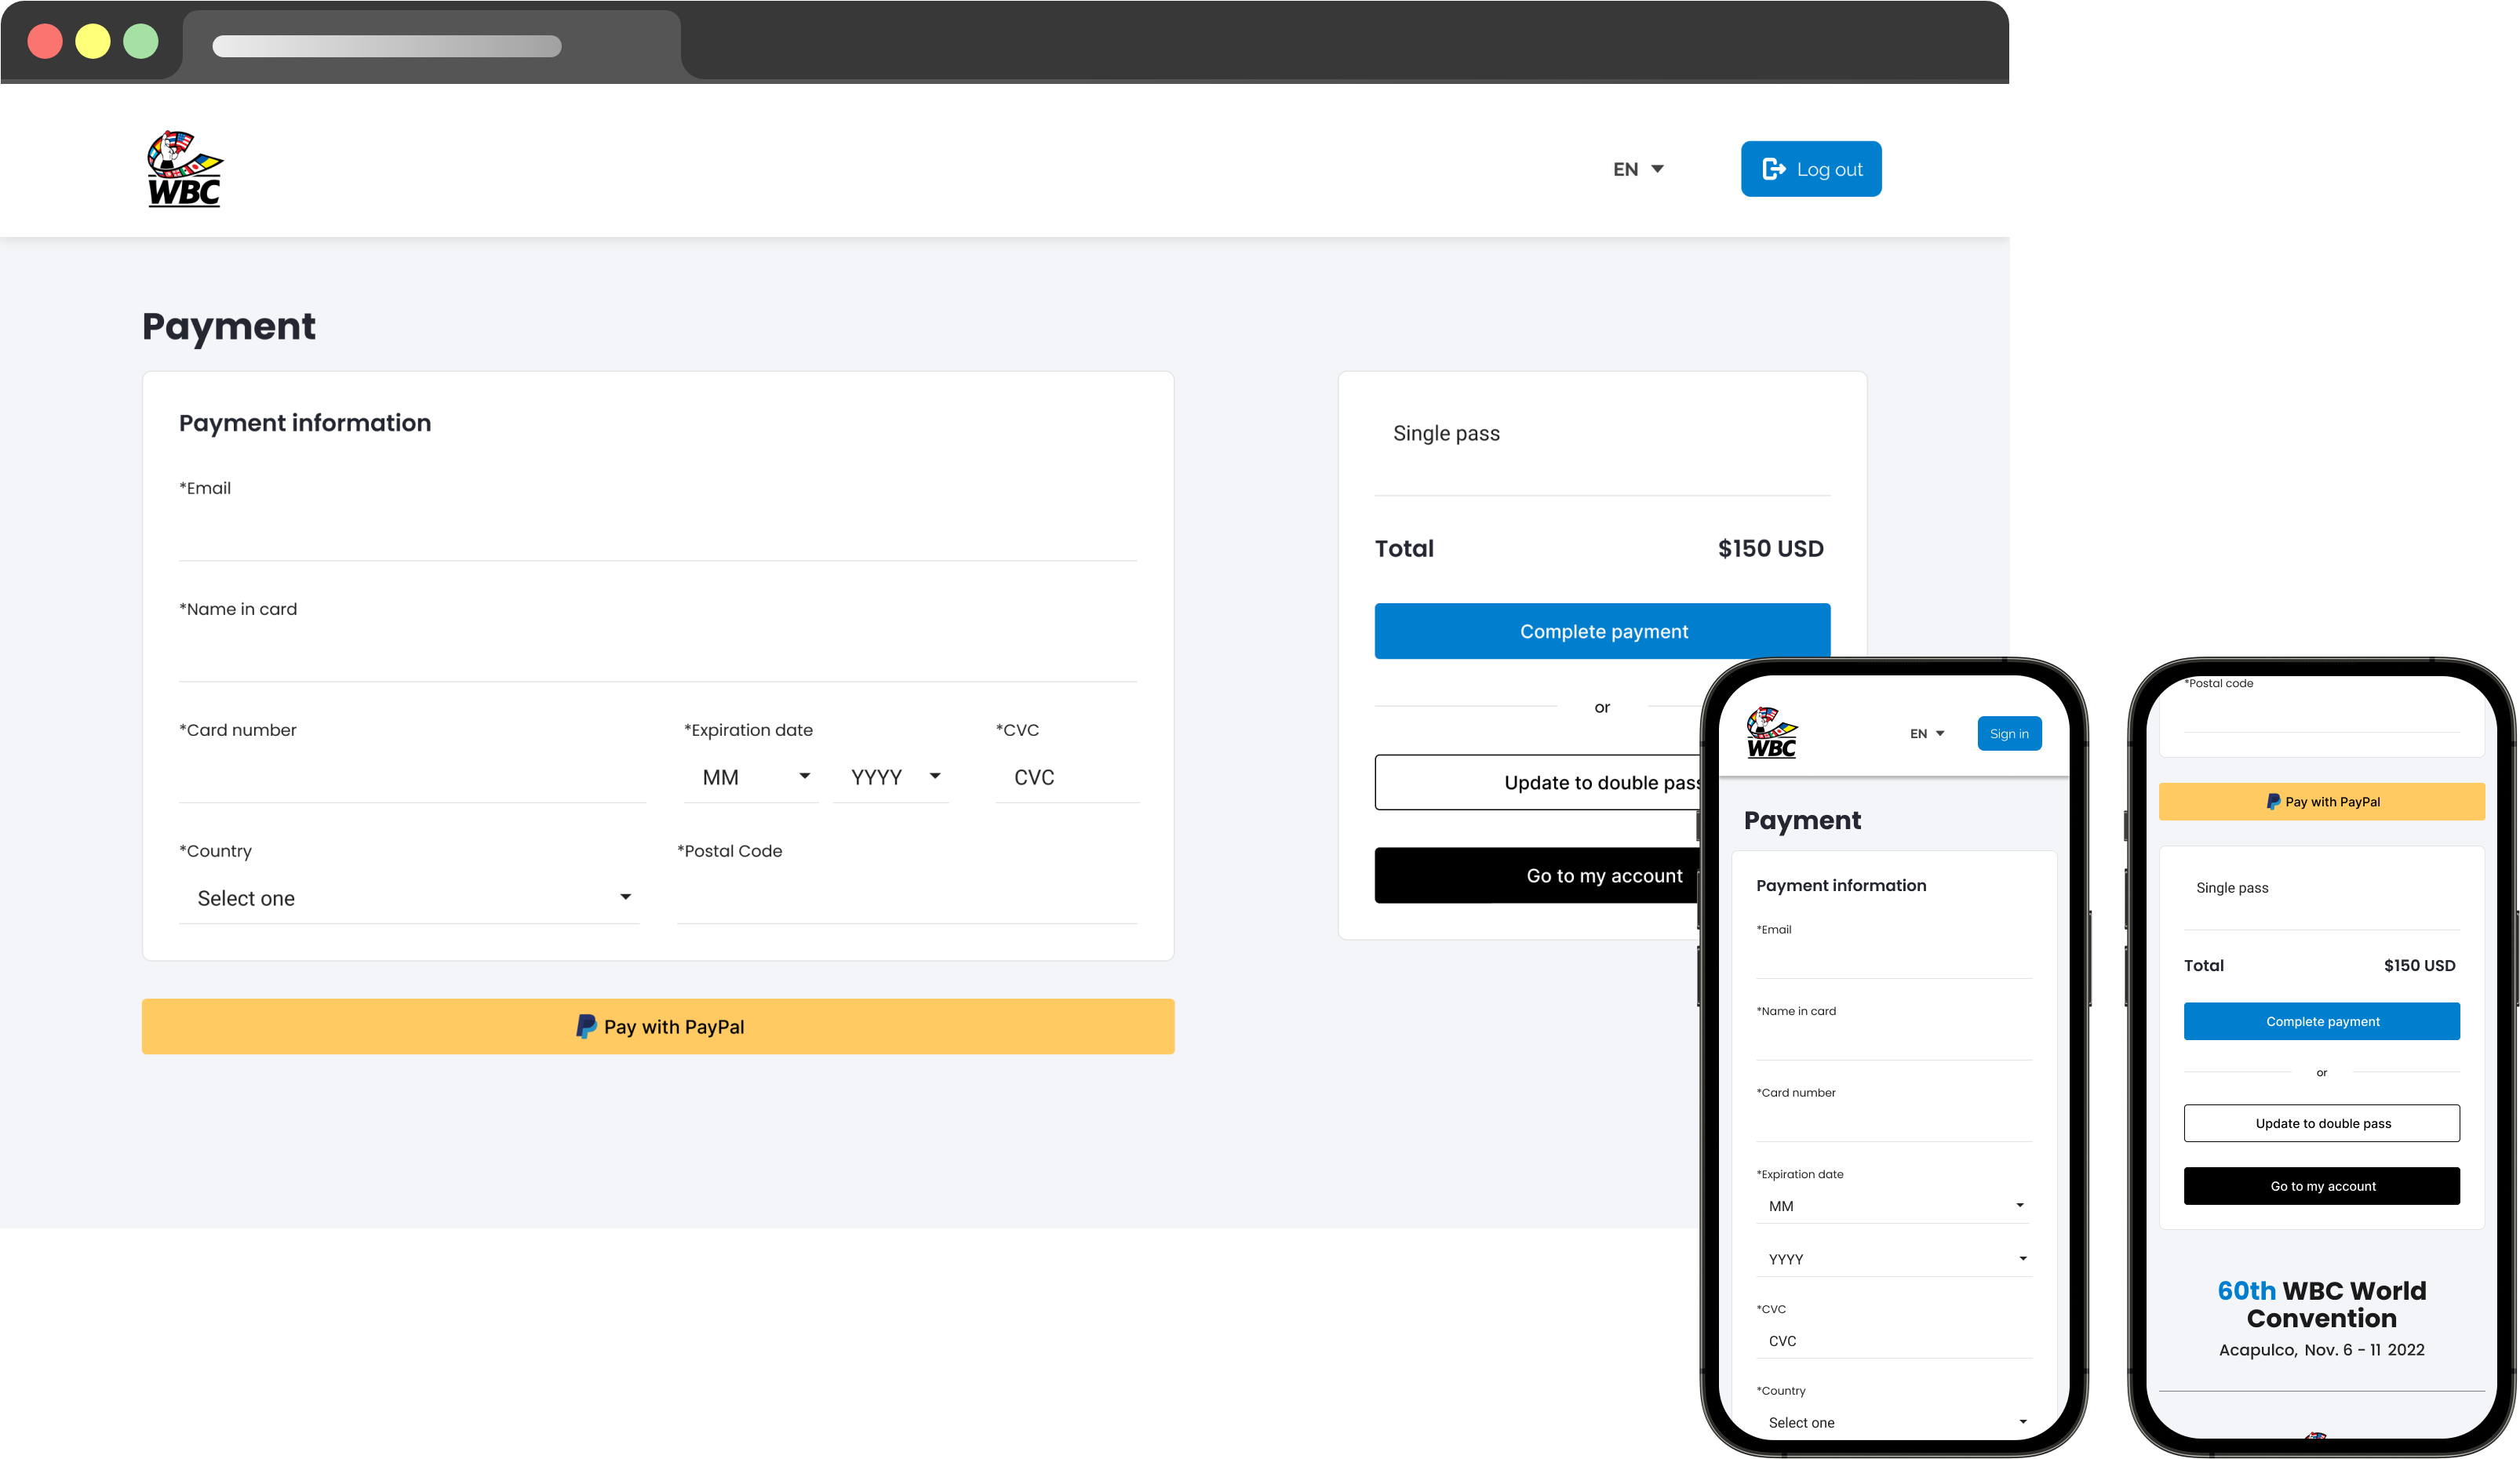 WBC
EN
Log out
Payment
Payment information
*Email
*Name in card
*Card number
*Expiration date
*CVC
MM
YYYY
CVC
*Country
*Postal Code
Select one
Pay with PayPal
Single pass
Total $150 USD
Complete payment
or
Update to double pass
Go to my account
WBC
EN
Sign in
Payment
Payment information
*Email
*Name in card
*Card number
*Expiration date
MM
YYYY
*CVC
CVC
*Country
Select one
*Postal code
Pay with PayPal
Single pass
Total $150 USD
Complete payment
or
Update to double pass
Go to my account
60th WBC World
Convention
Acapulco, Nov. 6 - 11 2022